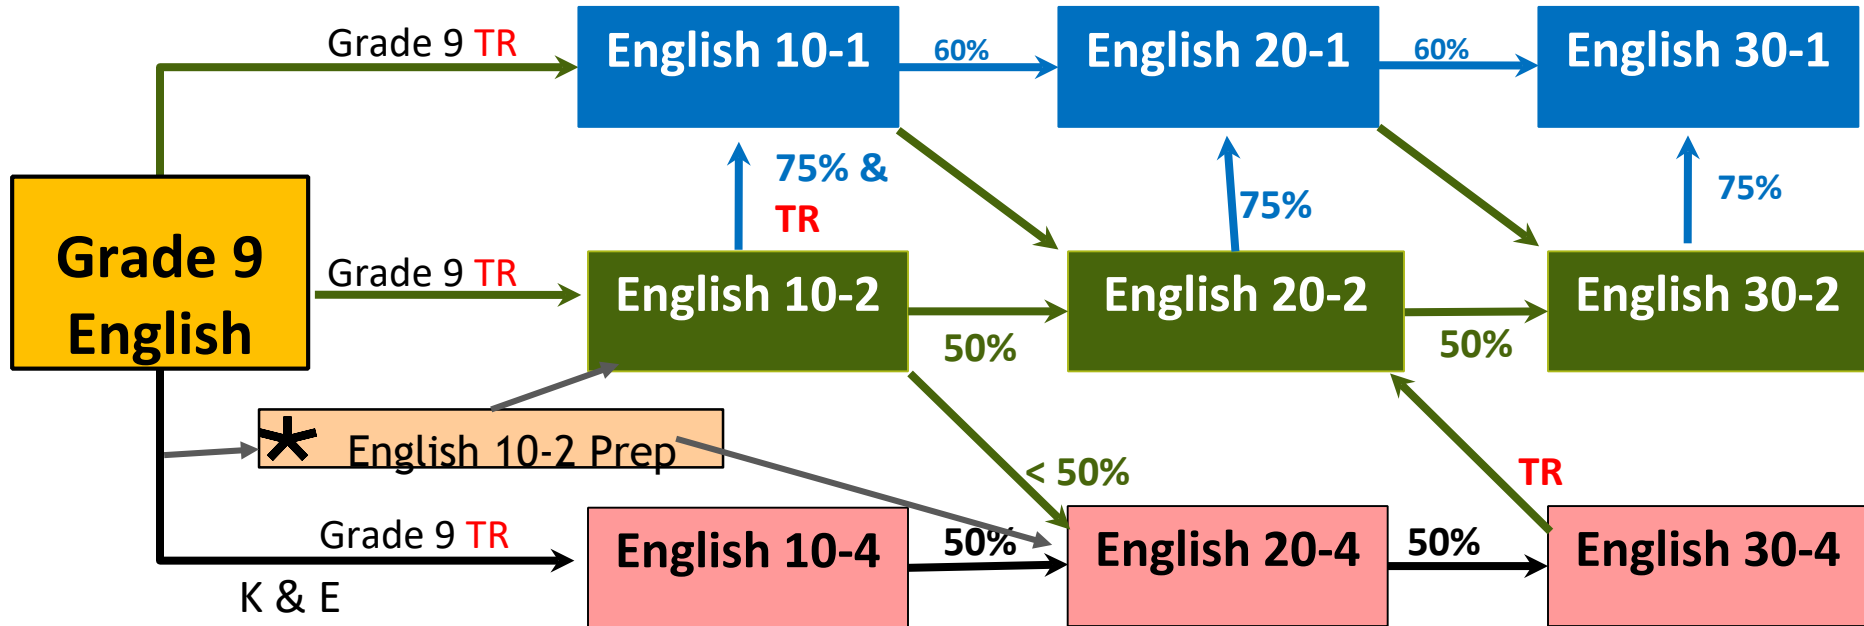 Grade 9 TR
English 10-1
60%
English 20-1
60%
English 30-1
75% &
TR
75%
75%
Grade 9
English
Grade 9 TR
English 10-2
50%
English 20-2
50%
English 30-2
* English 10-2 Prep
< 50%
TR
Grade 9 TR
K & E
English 10-4
50%
English 20-4
50%
English 30-4